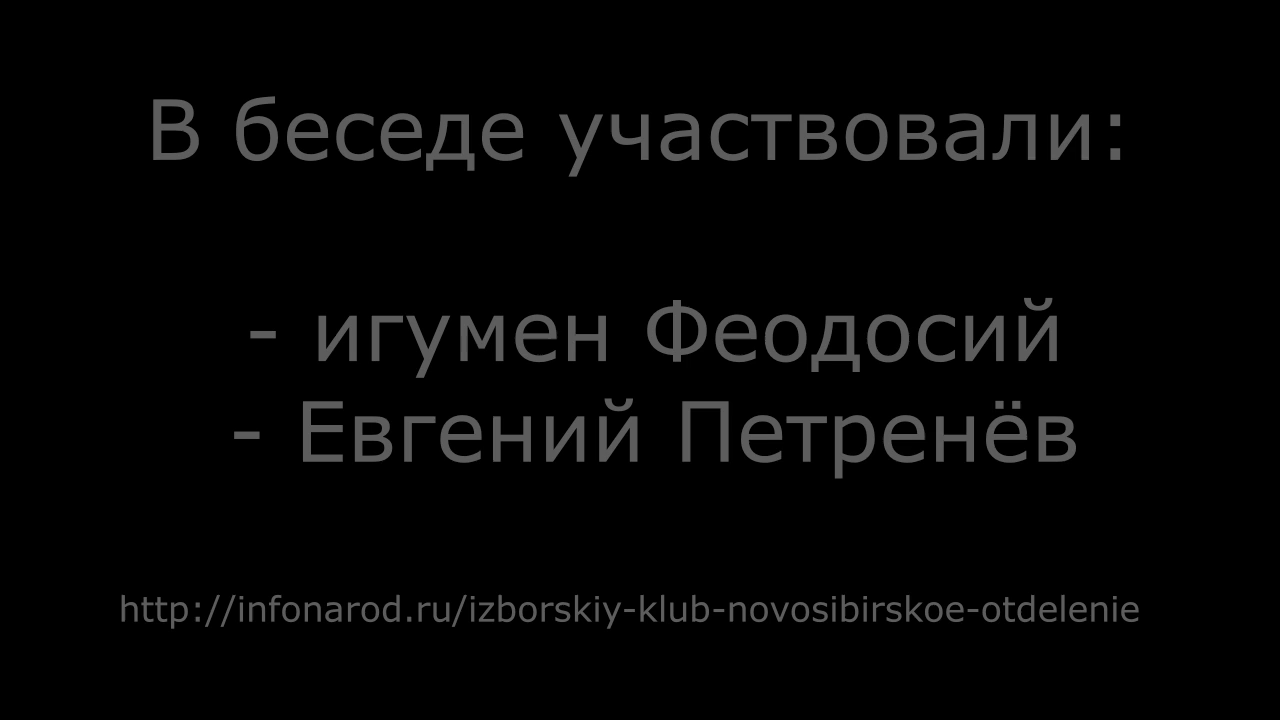 В беседе участвовали:
- игумен Феодосий
- Евгений Петренёв
http://infonarod.ru/izborskiy-klub-novosibirskoe-otdelenie